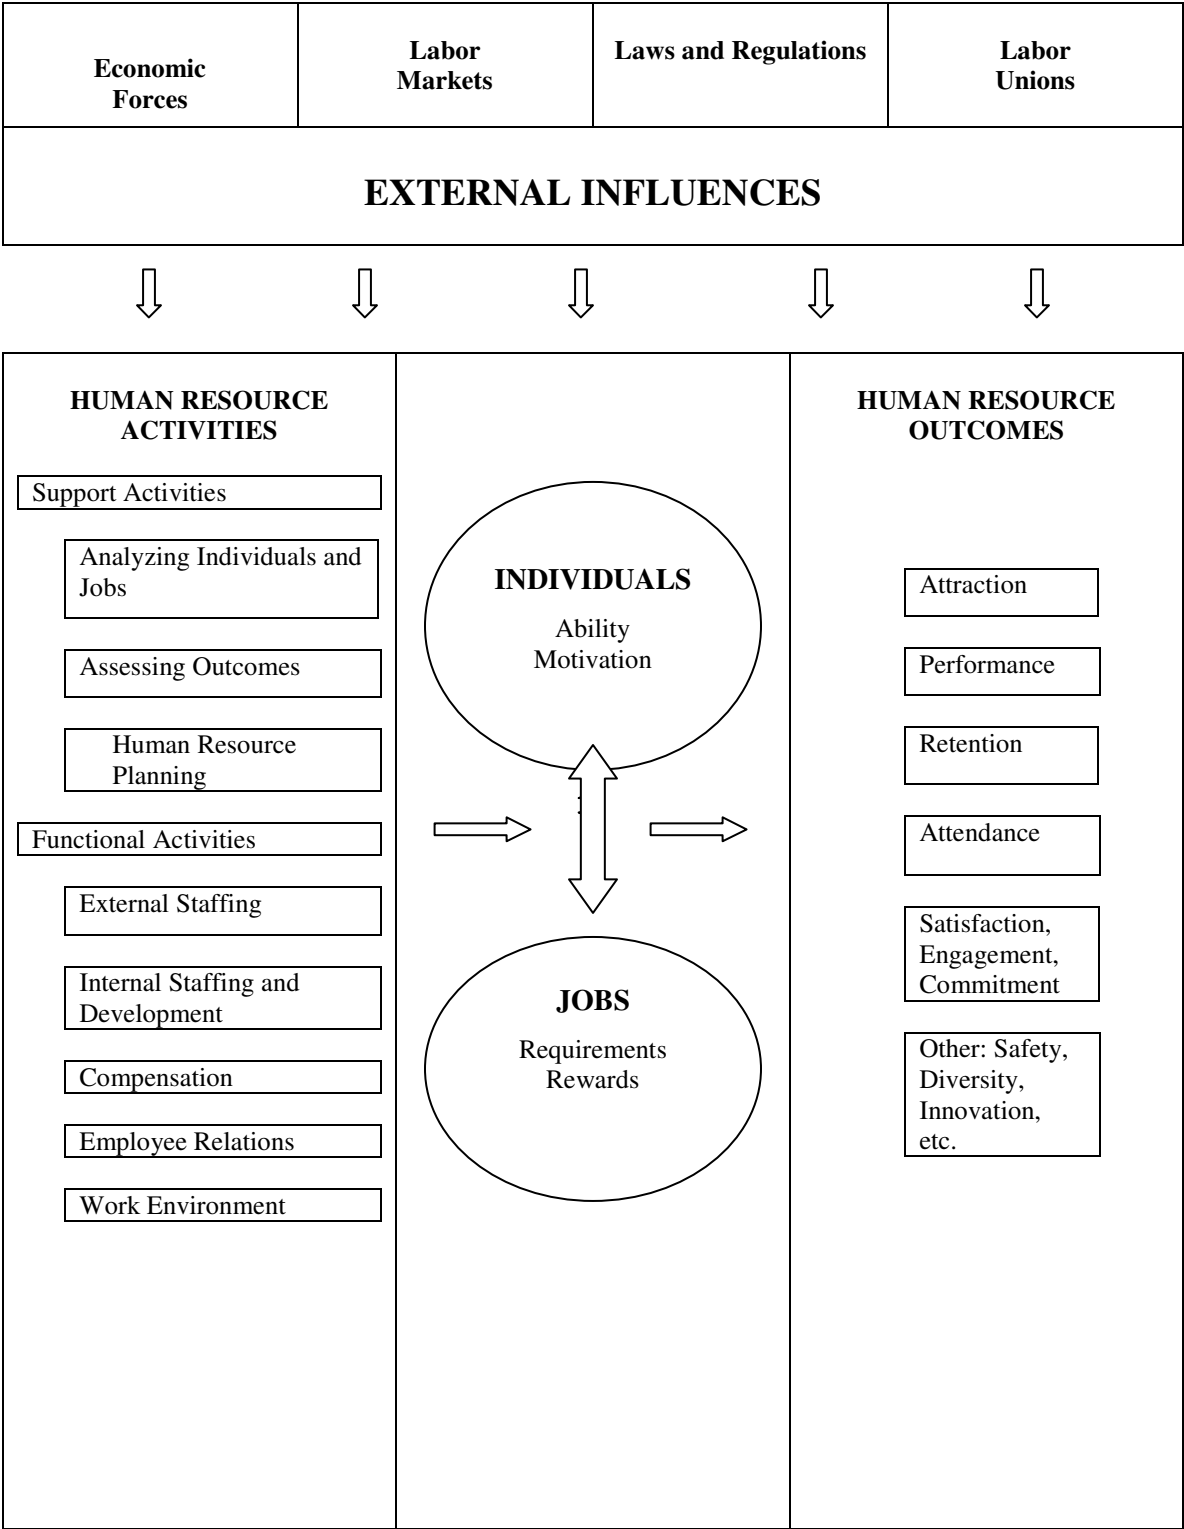 Economic
Forces
Labor
Markets
Laws and Regulations
Labor
Unions
EXTERNAL INFLUENCES
HUMAN RESOURCE
ACTIVITIES
Support Activities
Analyzing Individuals and
Jobs
Assessing Outcomes
Human Resource
Planning
Functional Activities
External Staffing
Internal Staffing and
Development
Compensation
Employee Relations
Work Environment
INDIVIDUALS
Ability
Motivation
JOBS
Requirements
Rewards
HUMAN RESOURCE
OUTCOMES
Attraction
Performance
Retention
Attendance
Satisfaction,
Engagement,
Commitment
Other: Safety,
Diversity,
Innovation,
etc.